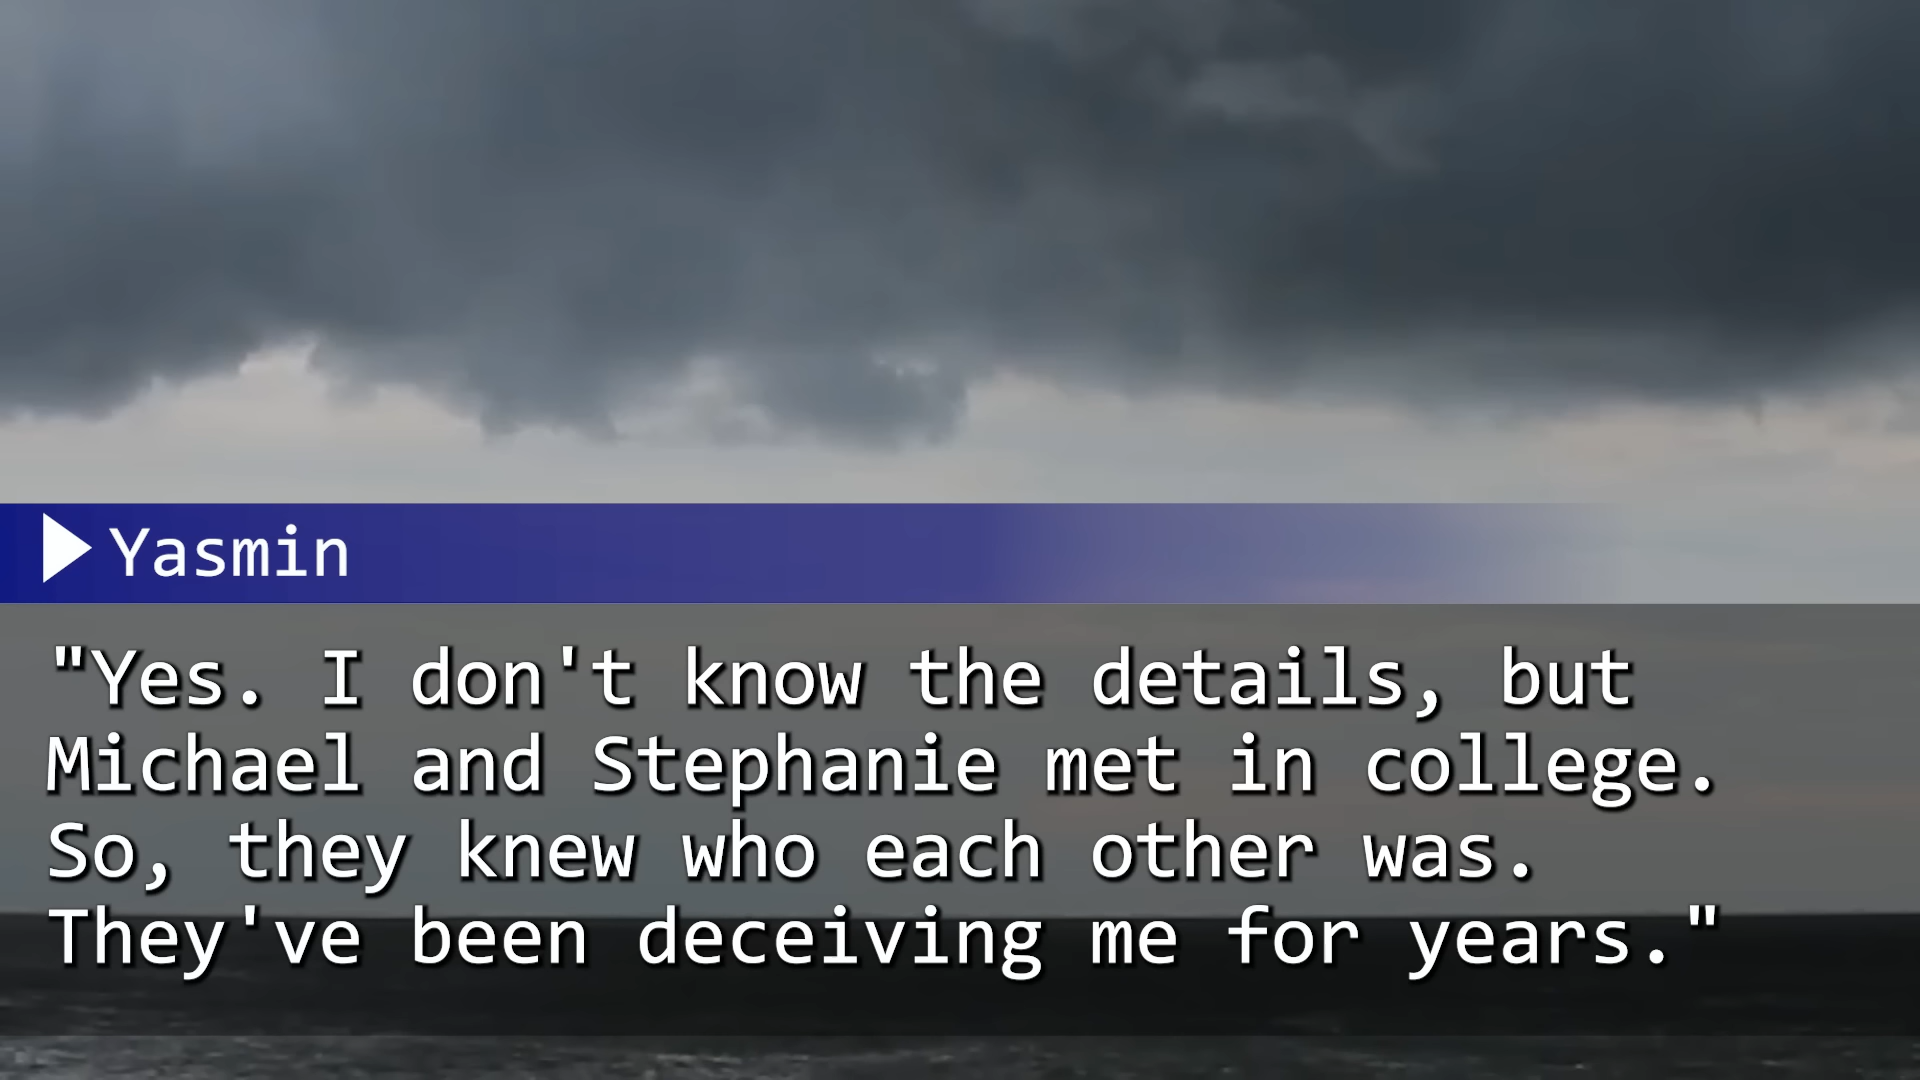 Yasmin
"Yes. I don't know the details, but
Michael and Stephanie met in college.
So, they knew who each other was.
They've been deceiving me for years."